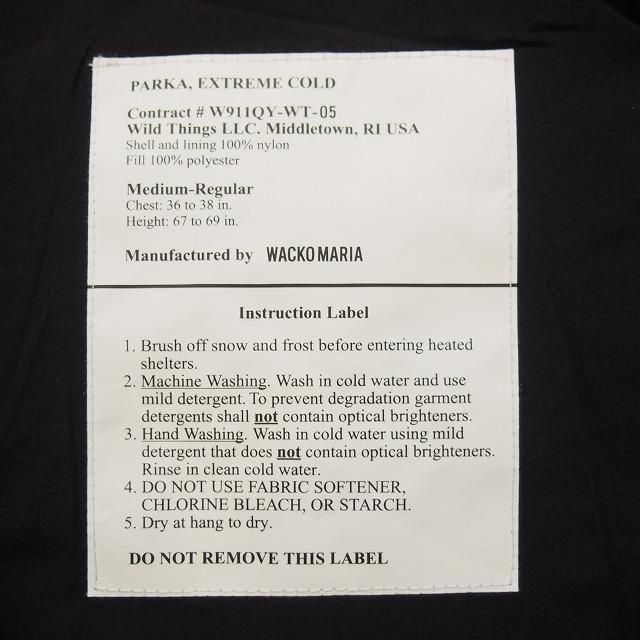 PARKA, EXTREME COLD
Contract # W911QY-WT-05
Wild Things LLC. Middletown, RI USA
Shell and lining 100% nylon
Fill 100% polyester
Medium-Regular
Chest: 36 to 38 in.
Height: 67 to 69 in.
Manufactured by WACKO MARIA
Instruction Label
1. Brush off snow and frost before entering heated
shelters.
2. Machine Washing. Wash in cold water and use
mild detergent. To prevent degradation garment
detergents shall not contain optical brighteners.
3. Hand Washing. Wash in cold water using mild
detergent that does not contain optical brighteners.
Rinse in clean cold water.
4. DO NOT USE FABRIC SOFTENER,
CHLORINE BLEACH, OR STARCH.
5. Dry at hang to dry.
DO NOT REMOVE THIS LABEL